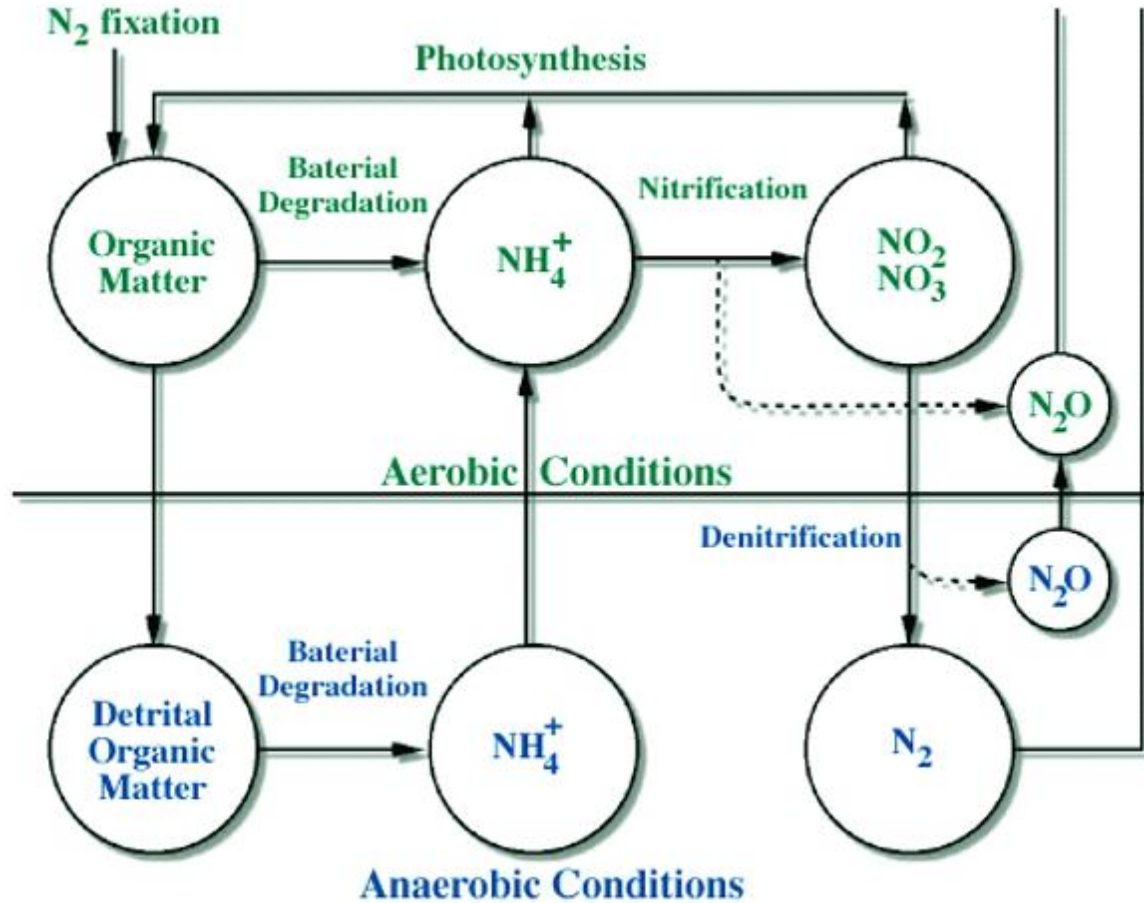 N₂ fixation
Photosynthesis
Baterial
Degradation
Nitrification
Organic
Matter
NH₄⁺
NO₂
NO₃
N₂O
Aerobic Conditions
Denitrification
N₂O
Baterial
Degradation
Detrital
Organic
Matter
NH₄⁺
N₂
Anaerobic Conditions